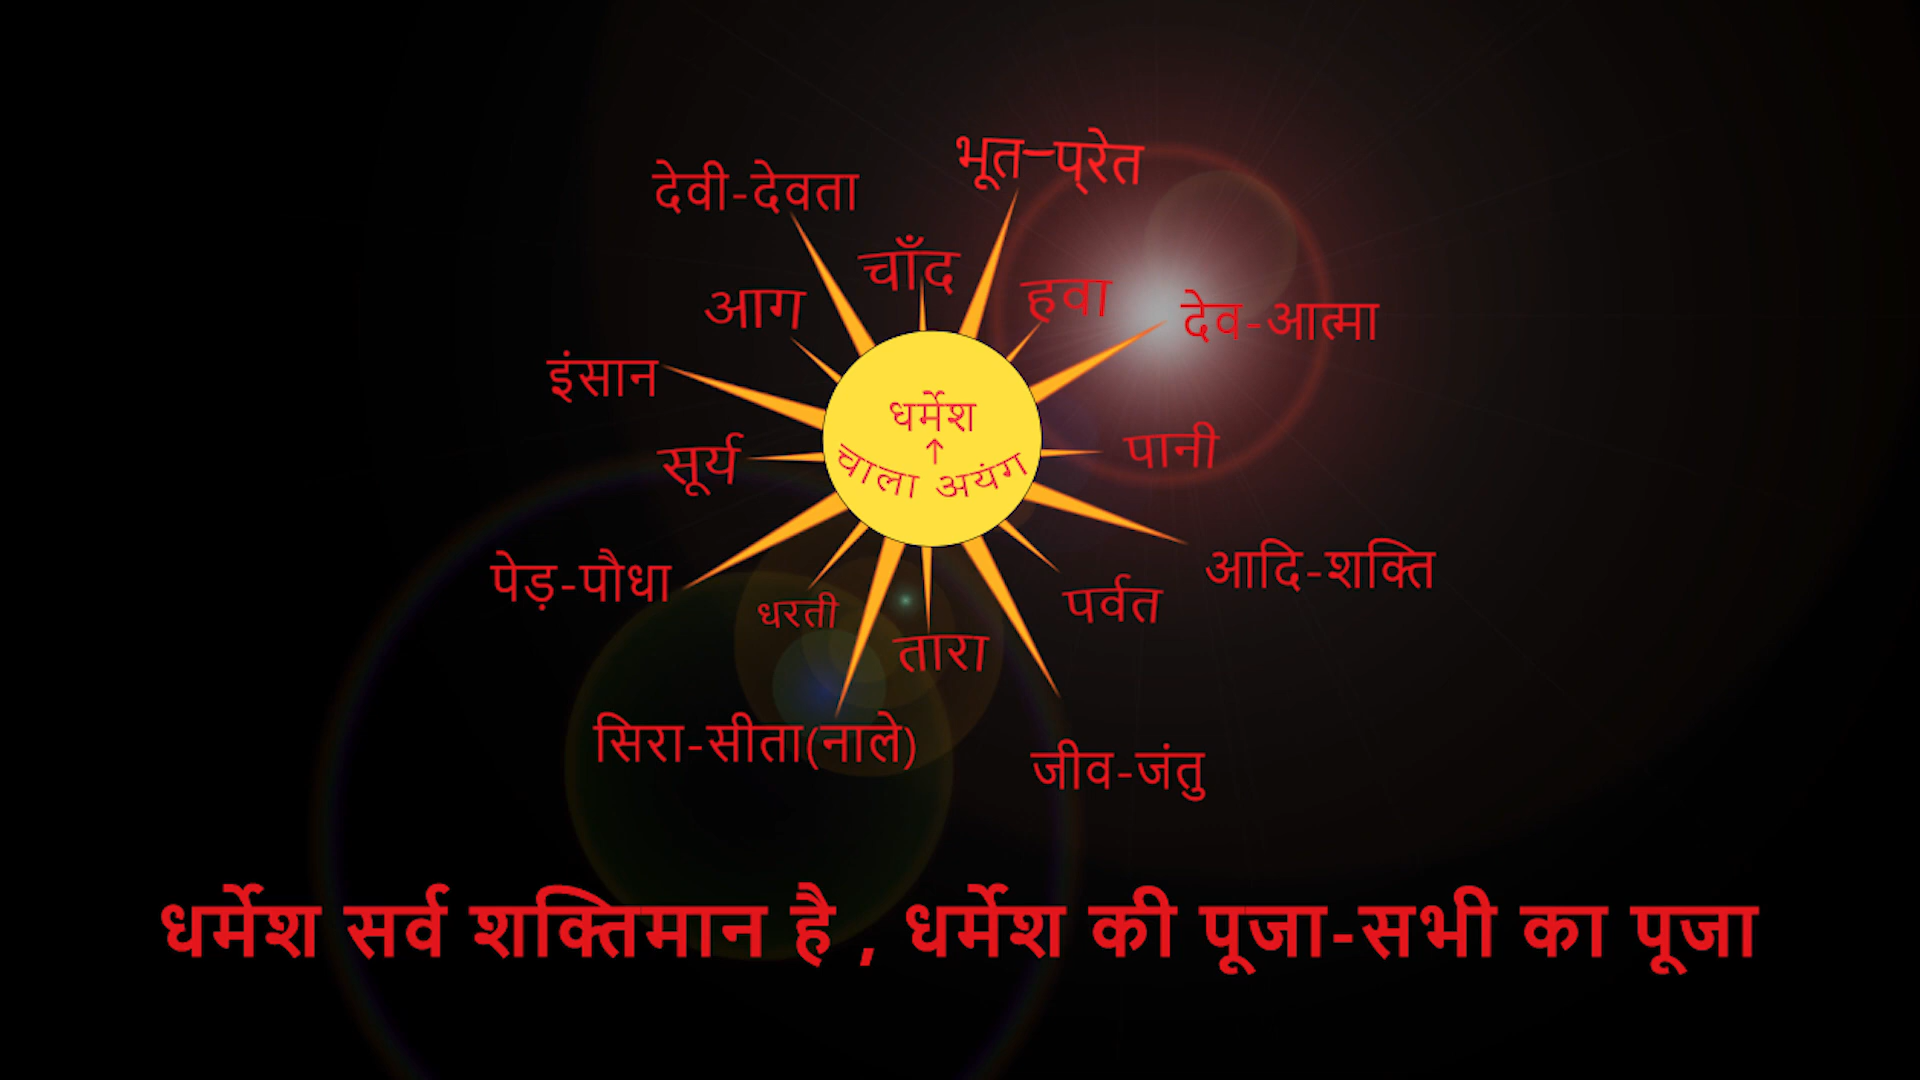 भूत-प्रेत
देवी-देवता
चाँद
हवा
आग
देव-आत्मा
इंसान
धर्मेश
↑
चाला अयंग
सूर्य
पानी
पेड़-पौधा
आदि-शक्ति
धरती
पर्वत
तारा
सिरा-सीता(नाले)
जीव-जंतु
धर्मेश सर्व शक्तिमान है , धर्मेश की पूजा-सभी का पूजा